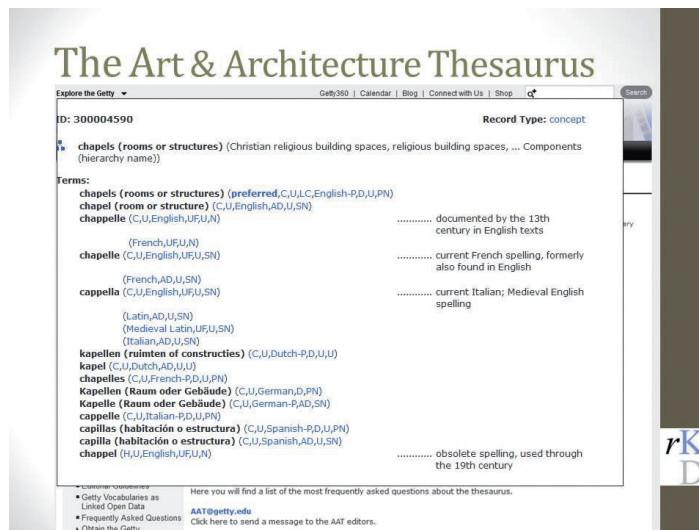 The Art & Architecture Thesaurus
Explore the Getty ▼ Getty360 | Calendar | Blog | Connect with Us | Shop Search
ID: 300004590 Record Type: concept
chapels (rooms or structures) (Christian religious building spaces, religious building spaces, ... Components
(hierarchy name))
Terms:
chapels (rooms or structures) (preferred,C,U,LC,English-P,D,U,PN)
chapel (room or structure) (C,U,English,AD,U,SN)
chappelle (C,U,English,UF,U,N) ............ documented by the 13th
century in English texts
(French,UF,U,N)
chapelle (C,U,English,UF,U,SN) ............ current French spelling, formerly
also found in English
(French,AD,U,SN)
cappella (C,U,English,UF,U,SN) ............ current Italian; Medieval English
spelling
(Latin,AD,U,SN)
(Medieval Latin,UF,U,SN)
(Italian,AD,U,SN)
kapellen (ruimten of constructies) (C,U,Dutch-P,D,U,U)
kapel (C,U,Dutch,AD,U,U)
chapelles (C,U,French-P,D,U,PN)
Kapellen (Raum oder Gebäude) (C,U,German,D,PN)
Kapelle (Raum oder Gebäude) (C,U,German-P,AD,SN)
cappelle (C,U,Italian-P,D,U,PN)
capillas (habitación o estructura) (C,U,Spanish-P,D,U,PN)
capilla (habitación o estructura) (C,U,Spanish,AD,U,SN)
chappel (H,U,English,UF,U,N) ............ obsolete spelling, used through
the 19th century
rK
D
Editorial Guidelines
Getty Vocabularies as
Linked Open Data
Frequently Asked Questions
Obtain the Getty
Here you will find a list of the most frequently asked questions about the thesaurus.
AAT@getty.edu
Click here to send a message to the AAT editors.